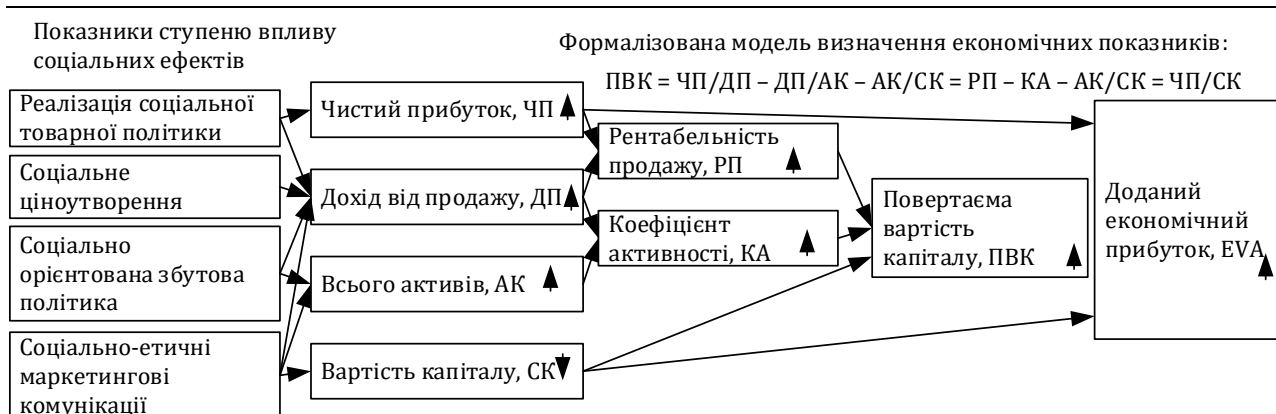 Показники ступеню впливу
соціальних ефектів
Формалізована модель визначення економічних показників:
ПВК = ЧП/ДП – ДП/АК – АК/СК = РП – КА – АК/СК = ЧП/СК
Реалізація соціальної
товарної політики
Соціальне
ціноутворення
Соціально
орієнтована збутова
політика
Соціально-етичні
маркетингові
комунікації
Чистий прибуток, ЧП
Дохід від продажу, ДП
Всього активів, АК
Вартість капіталу, СК
Рентабельність
продажу, РП
Коефіцієнт
активності, КА
Повертаєма
вартість
капіталу, ПВК
Доданий
економічний
прибуток, EVA